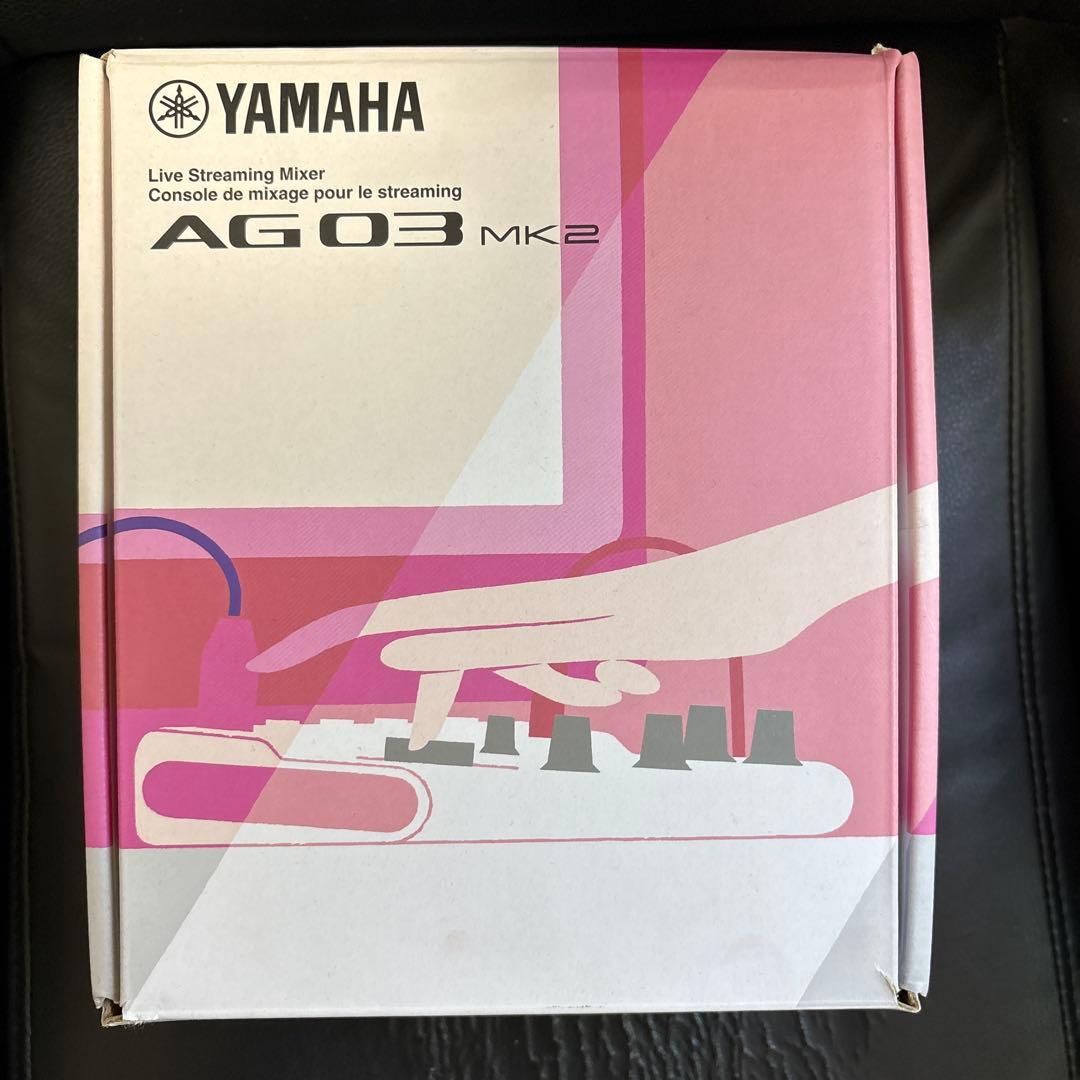 YAMAHA
Live Streaming Mixer
Console de mixage pour le streaming
AG03 MK2